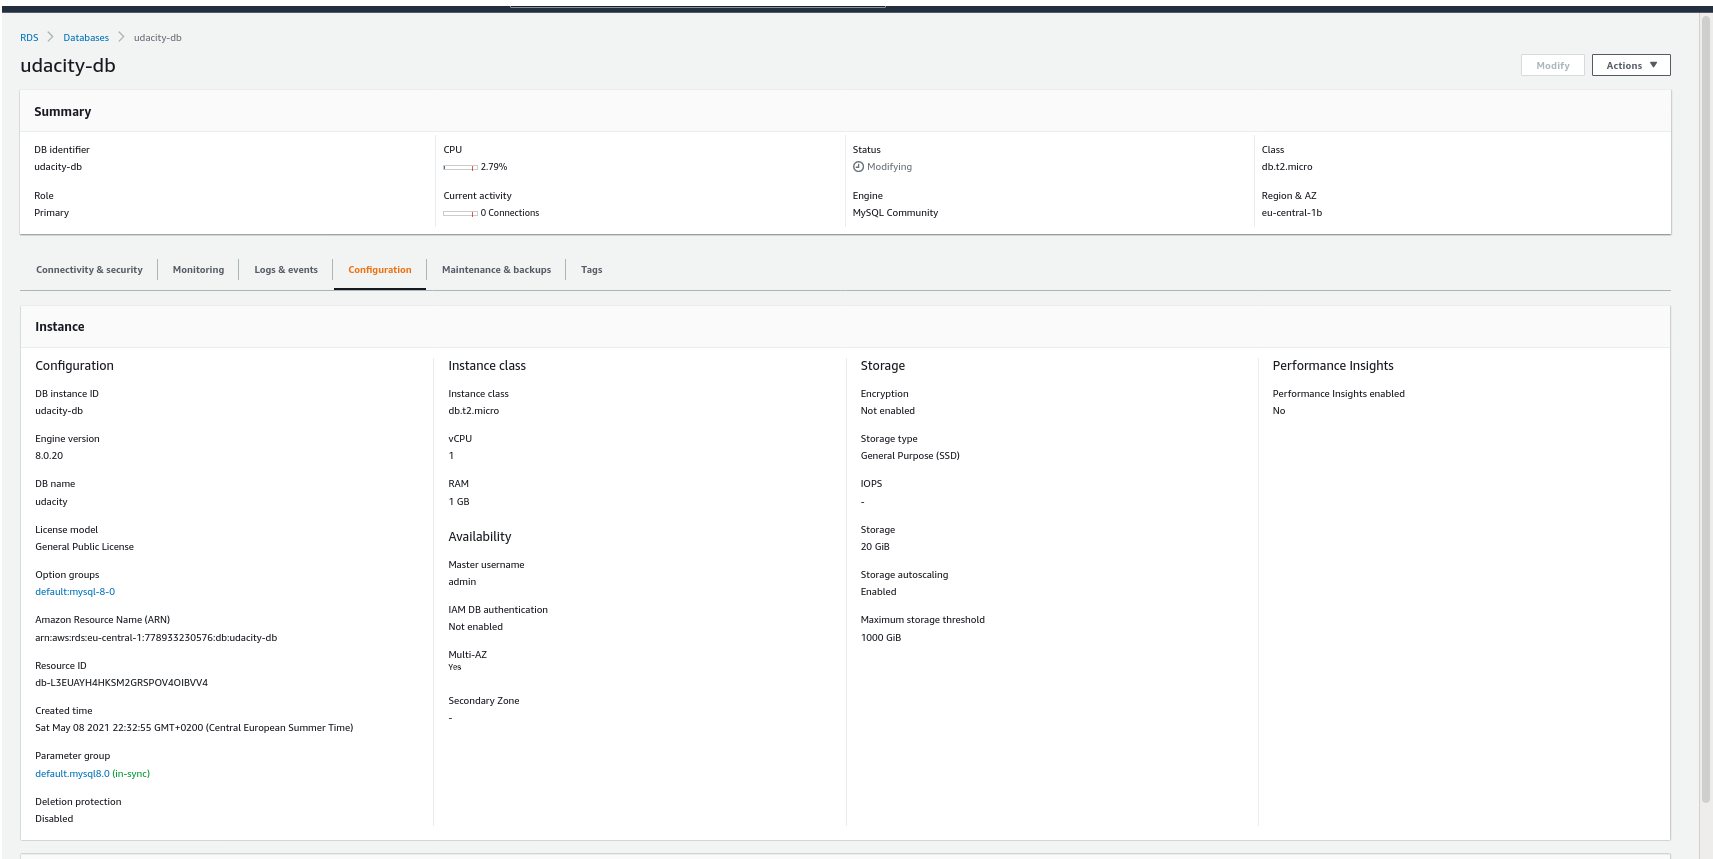 RDS > Databases > udacity-db
udacity-db
Modify
Actions
Summary
DB identifier
udacity-db
CPU
2.79%
Status
Modifying
Class
db.t2.micro
Role
Primary
Current activity
0 Connections
Engine
MySQL Community
Region & AZ
eu-central-1b
Connectivity & security
Monitoring
Logs & events
Configuration
Maintenance & backups
Tags
Instance
Configuration
DB instance ID
udacity-db
Engine version
8.0.20
DB name
udacity
License model
General Public License
Option groups
default:mysql-8-0
Amazon Resource Name (ARN)
arn:aws:rds:eu-central-1:778933230576:db:udacity-db
Resource ID
db-L3EUAYH4HKSM2GRSPOV4OIBVV4
Created time
Sat May 08 2021 22:32:55 GMT+0200 (Central European Summer Time)
Parameter group
default.mysql8.0 (in-sync)
Deletion protection
Disabled
Instance class
Instance class
db.t2.micro
vCPU
1
RAM
1 GB
Availability
Master username
admin
IAM DB authentication
Not enabled
Multi-AZ
Yes
Secondary Zone
-
Storage
Encryption
Not enabled
Storage type
General Purpose (SSD)
IOPS
-
Storage
20 GiB
Storage autoscaling
Enabled
Maximum storage threshold
1000 GiB
Performance Insights
Performance Insights enabled
No